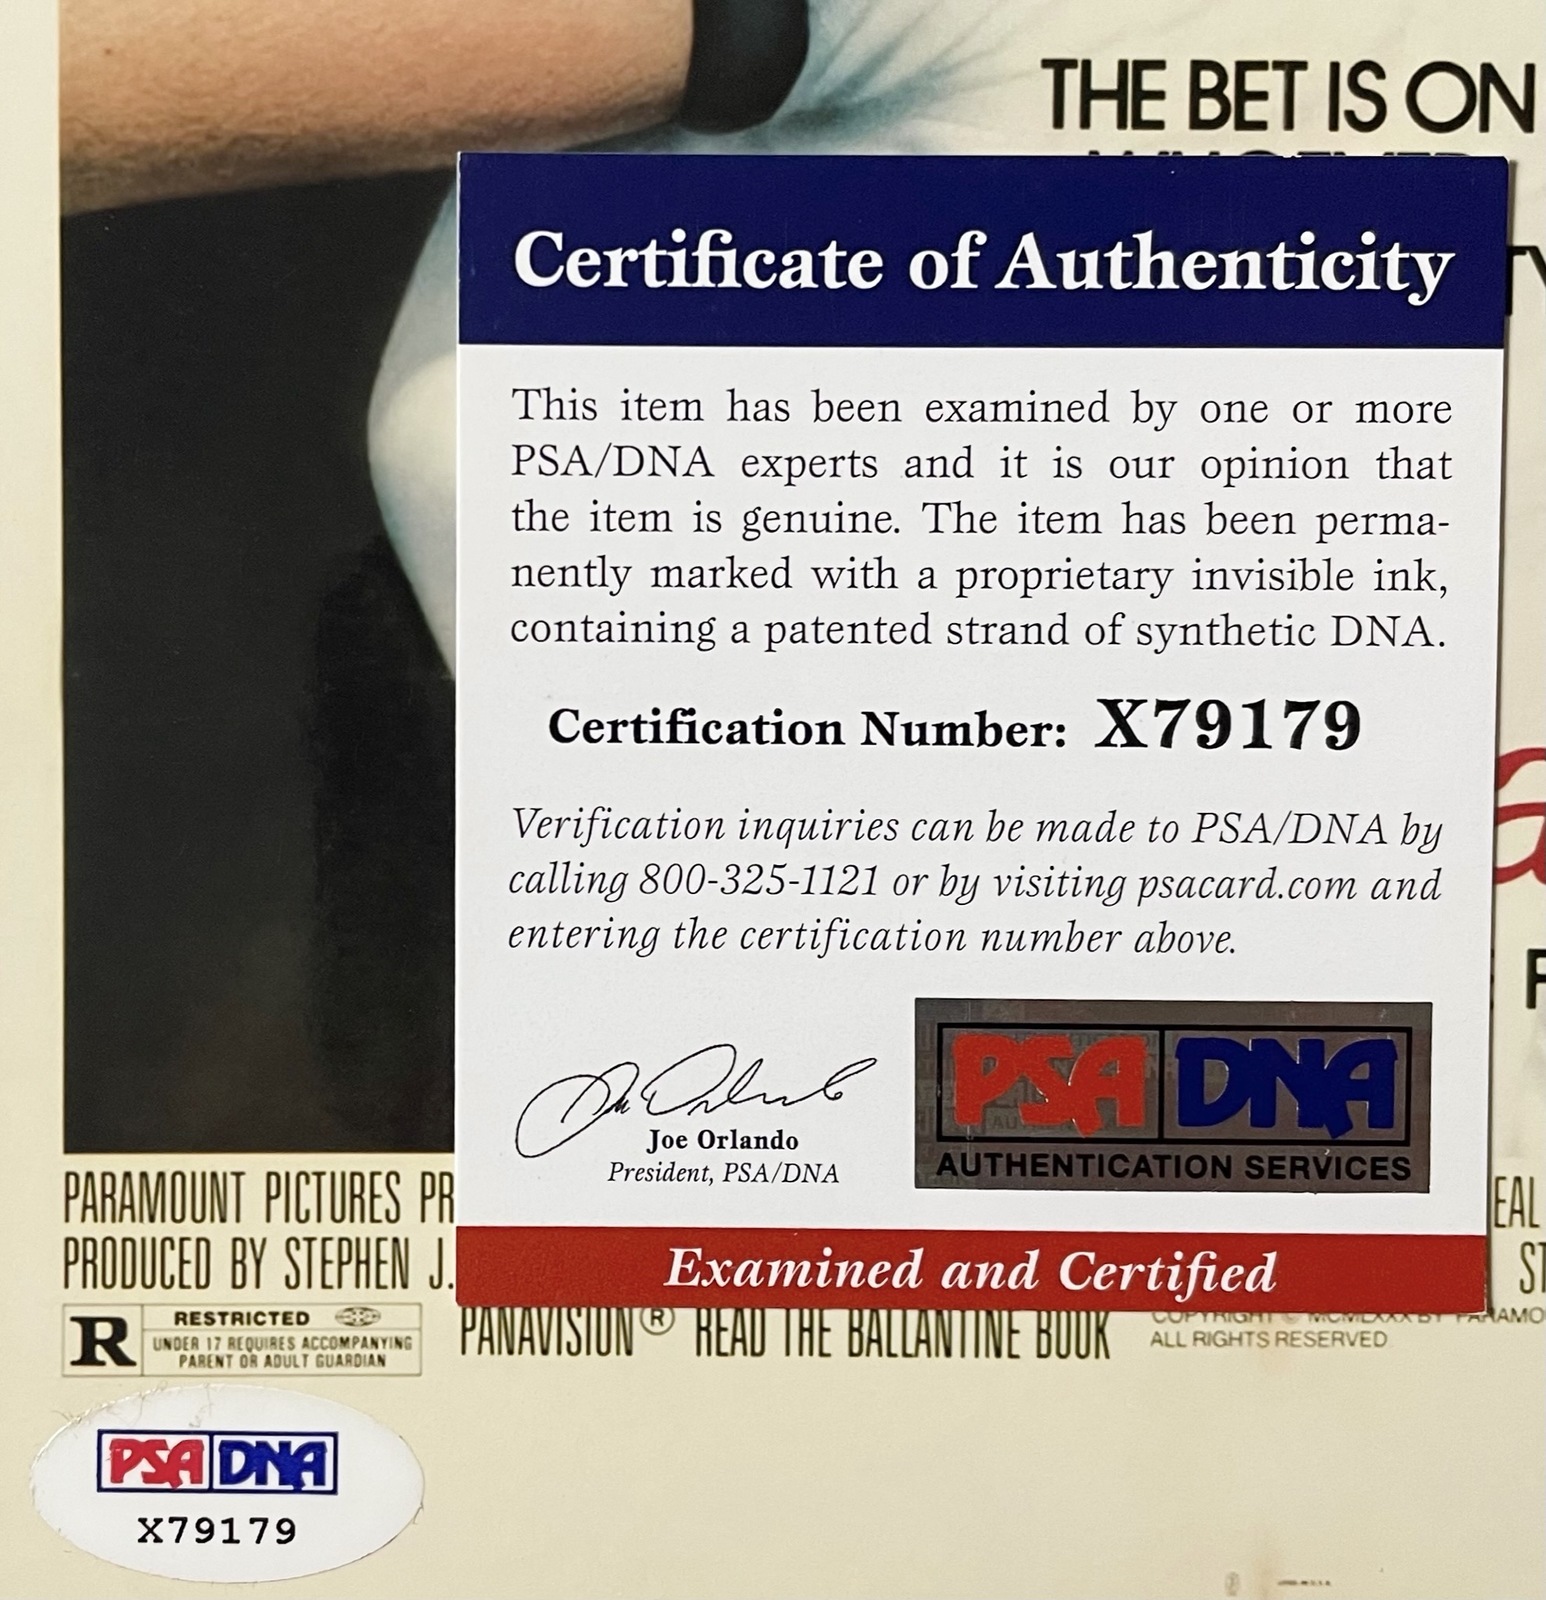 THE BET IS ON
Certificate of Authenticity
This item has been examined by one or more
PSA/DNA experts and it is our opinion that
the item is genuine. The item has been perma-
nently marked with a proprietary invisible ink,
containing a patented strand of synthetic DNA.
Certification Number: X79179
Verification inquiries can be made to PSA/DNA by
calling 800-325-1121 or by visiting psacard.com and
entering the certification number above.
Joe Orlando
President, PSA/DNA
PSA DNA
AUTHENTICATION SERVICES
Examined and Certified
PARAMOUNT PICTURES PR
PRODUCED BY STEPHEN J.
R RESTRICTED
UNDER 17 REQUIRES ACCOMPANYING
PARENT OR ADULT GUARDIAN
PANAVISION® READ THE BALLANTINE BOOK
COPYRIGHT © MCMLXXX BY PARAMO
ALL RIGHTS RESERVED
PSA DNA
X79179